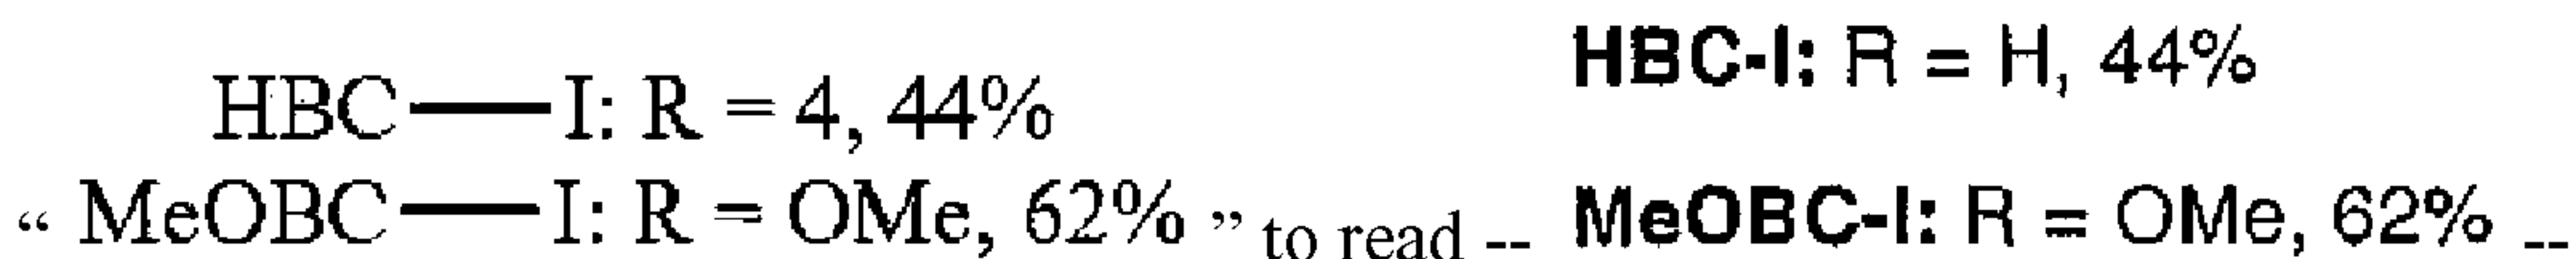 HBC—I: R = 4, 44%
“ MeOBC—I: R = OMe, 62% ” to read --
HBC-I: R = H, 44%
MeOBC-I: R = OMe, 62% --